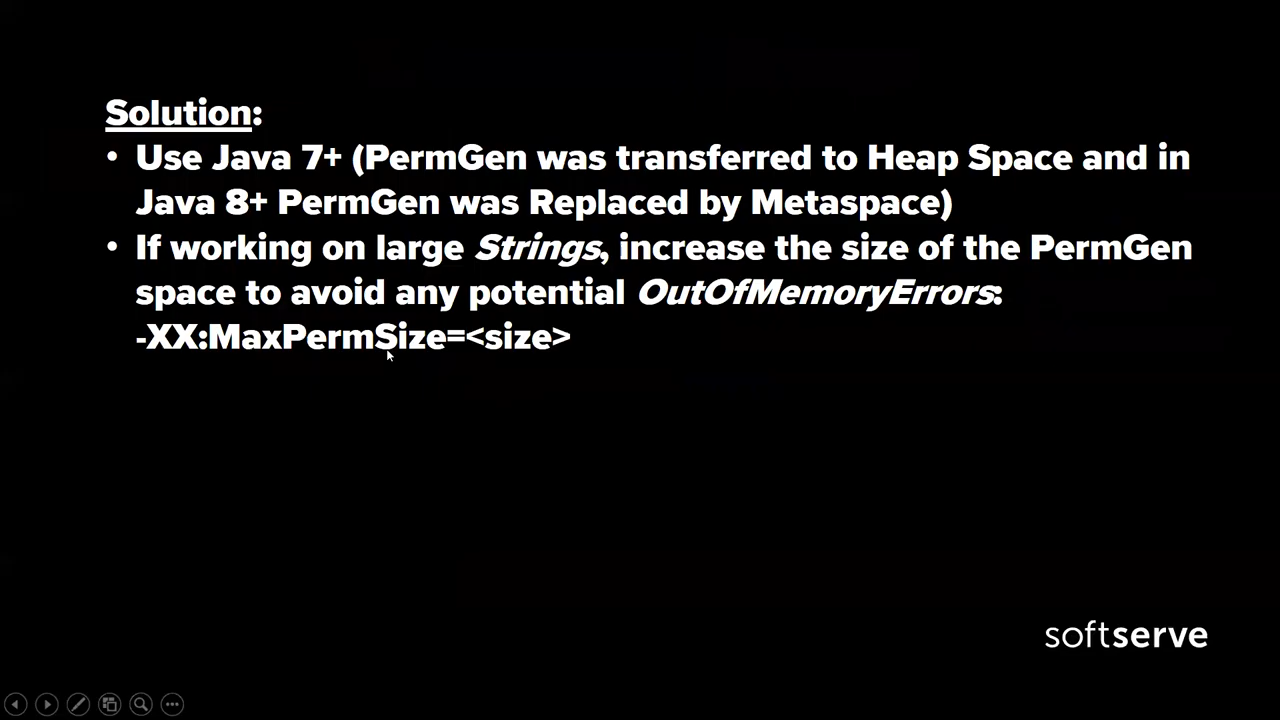 Solution:
• Use Java 7+ (PermGen was transferred to Heap Space and in
Java 8+ PermGen was Replaced by Metaspace)
• If working on large Strings, increase the size of the PermGen
space to avoid any potential OutOfMemoryErrors:
-XX:MaxPermSize=<size>
softserve